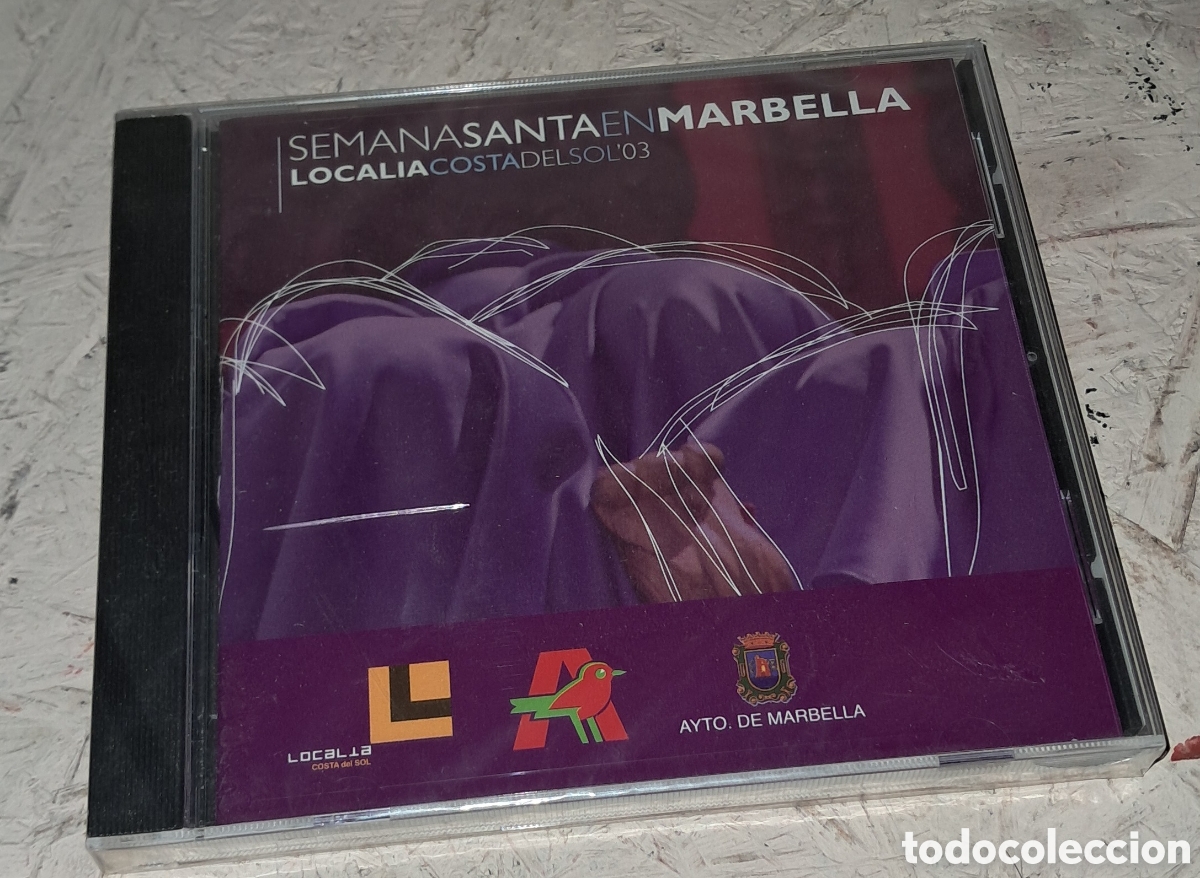 SEMANASANTAENMARBELLA
LOCALIACOSTADELSOL'03
LOCALIA
COSTA del SOL
AYTO. DE MARBELLA
todocoleccion